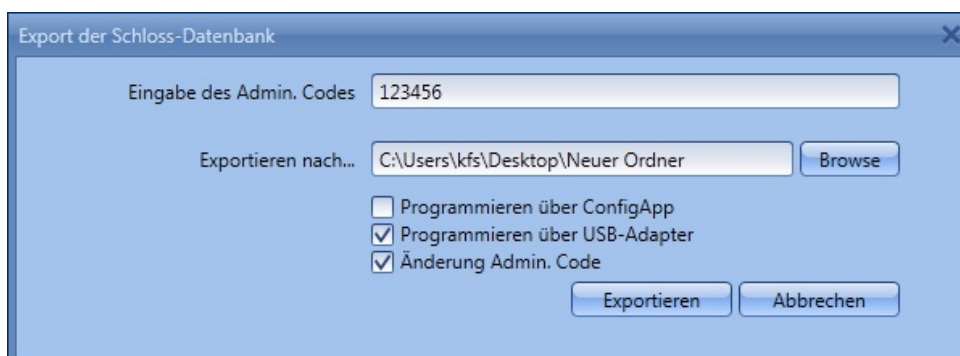 Export der Schloss-Datenbank
Eingabe des Admin. Codes 123456
Exportieren nach... C:\Users\kfs\Desktop\Neuer Ordner Browse
Programmieren über ConfigApp
Programmieren über USB-Adapter
Änderung Admin. Code
Exportieren Abbrechen